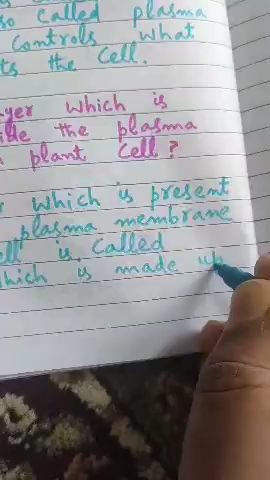 called plasma
controls what
the cell.
which is
the plasma
plant cell?
which is present
plasma membrane
is called
which is made up